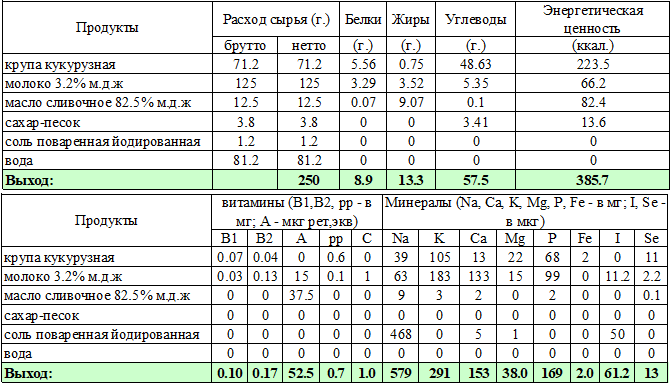 Продукты Расход сырья (г.) Белки Жиры Углеводы Энергетическая ценность
брутто нетто (г.) (г.) (г.) (ккал.)
крупа кукурузная 71.2 71.2 5.56 0.75 48.63 223.5
молоко 3.2% м.д.ж 125 125 3.29 3.52 5.35 66.2
масло сливочное 82.5% м.д.ж 12.5 12.5 0.07 9.07 0.1 82.4
сахар-песок 3.8 3.8 0 0 3.41 13.6
соль поваренная йодированная 1.2 1.2 0 0 0 0
вода 81.2 81.2 0 0 0 0
Выход: 250 8.9 13.3 57.5 385.7
Продукты витамины (B1,B2, pp - в мг; А - мкг рет,экв) Минералы (Na, Ca, K, Mg, P, Fe - в мг; I, Se - в мкг)
B1 B2 A pp C Na K Ca Mg P Fe I Se
крупа кукурузная 0.07 0.04 0 0.6 0 39 105 13 22 68 2 0 11
молоко 3.2% м.д.ж 0.03 0.13 15 0.1 1 63 183 133 15 99 0 11.2 2.2
масло сливочное 82.5% м.д.ж 0 0 37.5 0 0 9 3 2 0 2 0 0 0.1
сахар-песок 0 0 0 0 0 0 0 0 0 0 0 0 0
соль поваренная йодированная 0 0 0 0 0 468 0 5 1 0 0 50 0
вода 0 0 0 0 0 0 0 0 0 0 0 0 0
Выход: 0.10 0.17 52.5 0.7 1.0 579 291 153 38.0 169 2.0 61.2 13